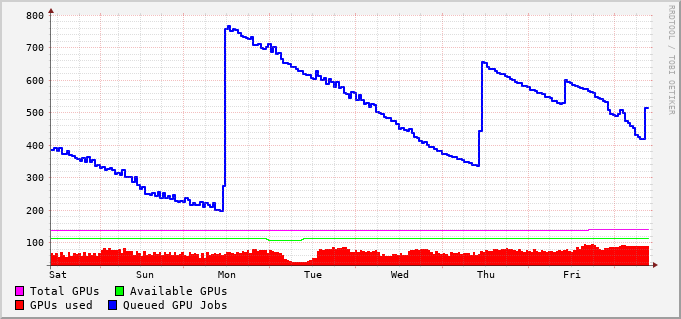 RRDTOOL / TOBI OETIKER
800
700
600
500
400
300
200
100
Sat Sun Mon Tue Wed Thu Fri
Total GPUs Available GPUs
GPUs used Queued GPU Jobs